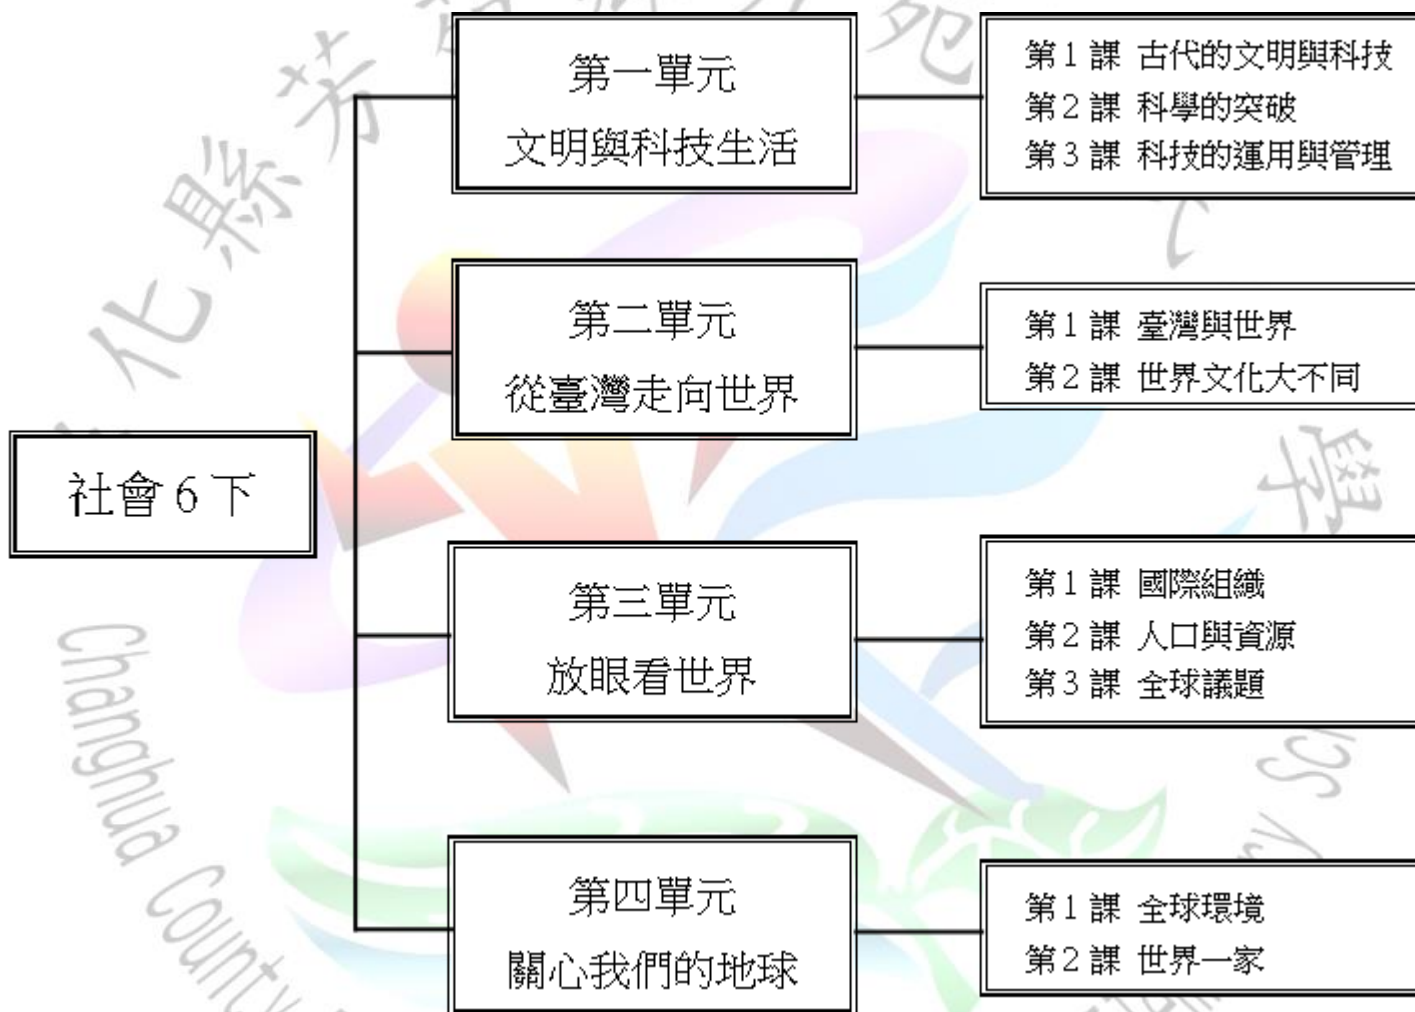 社會6下
第一單元
文明與科技生活
第1課 古代的文明與科技
第2課 科學的突破
第3課 科技的運用與管理
第二單元
從臺灣走向世界
第1課 臺灣與世界
第2課 世界文化大不同
第三單元
放眼看世界
第1課 國際組織
第2課 人口與資源
第3課 全球議題
第四單元
關心我們的地球
第1課 全球環境
第2課 世界一家
化縣芳
學
Changhua County